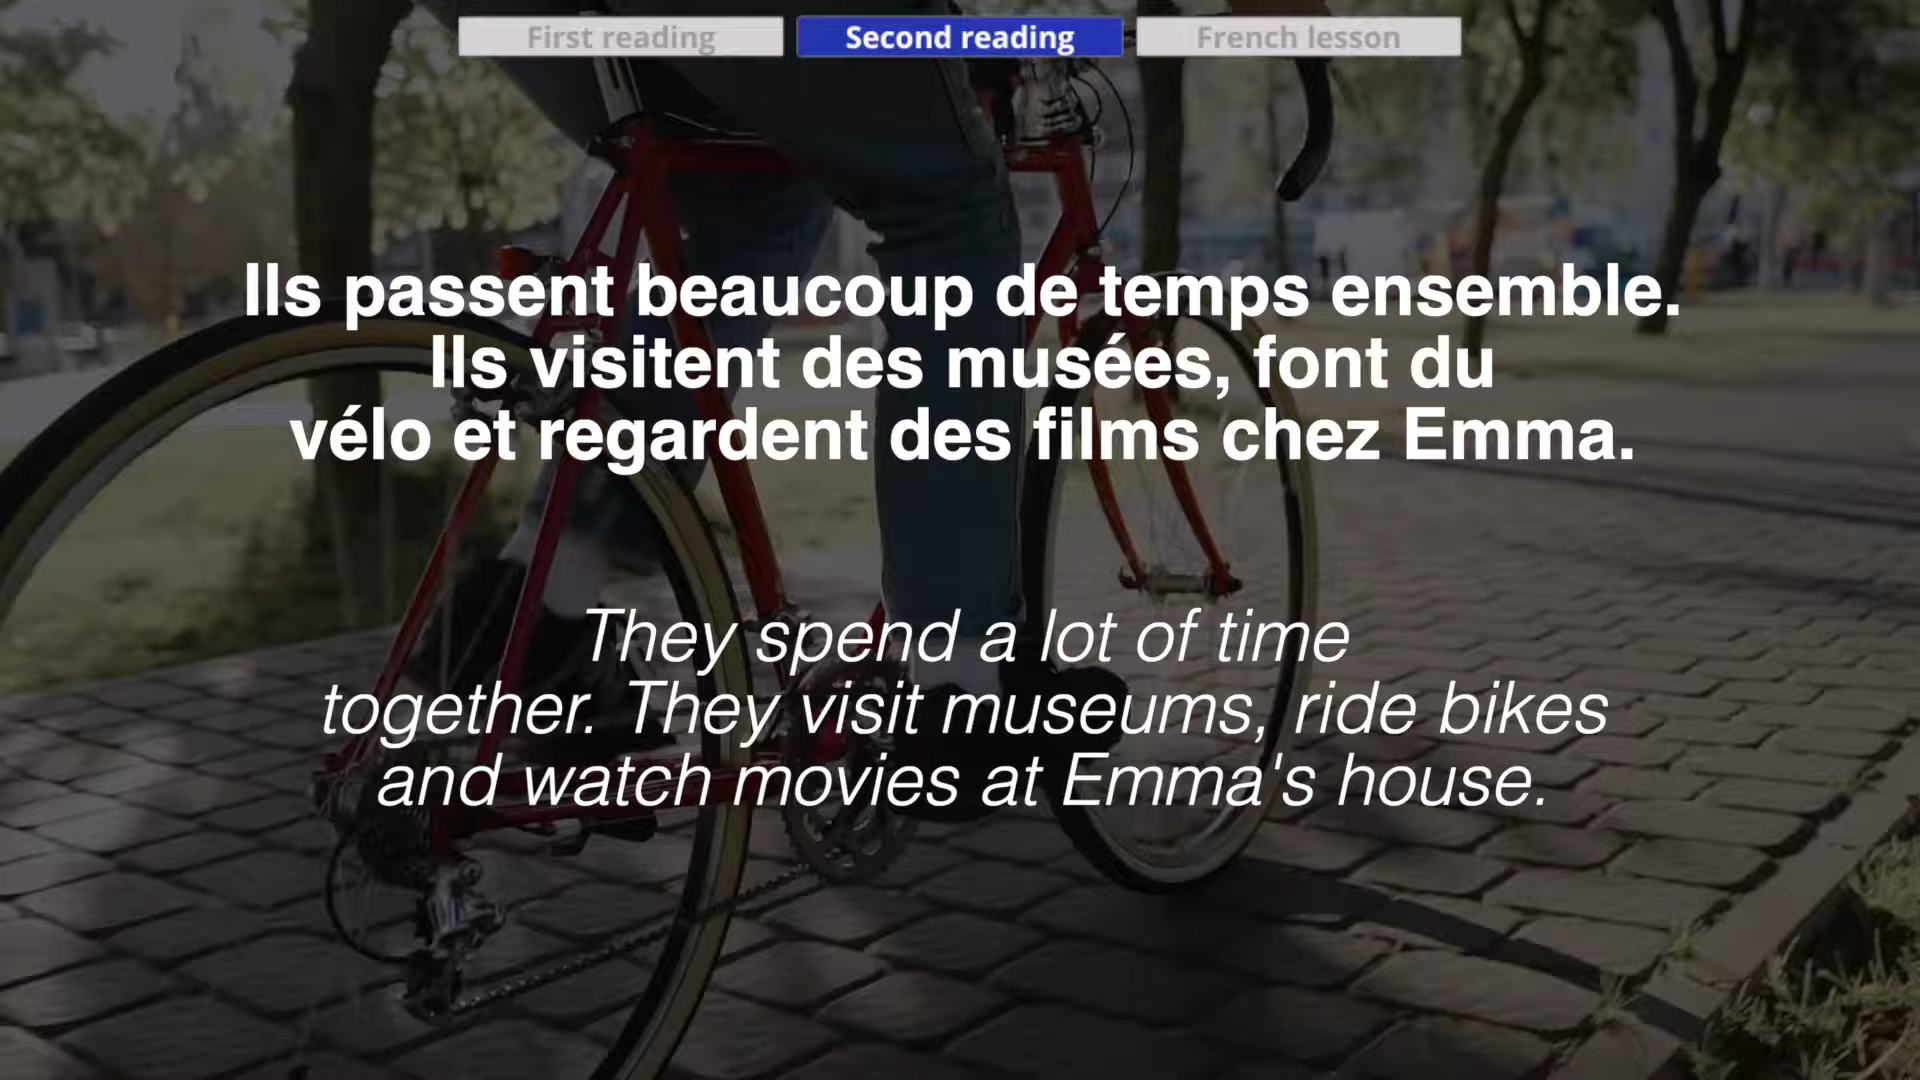 First reading
Second reading
French lesson
Ils passent beaucoup de temps ensemble.
Ils visitent des musées, font du
vélo et regardent des films chez Emma.
They spend a lot of time
together. They visit museums, ride bikes
and watch movies at Emma's house.